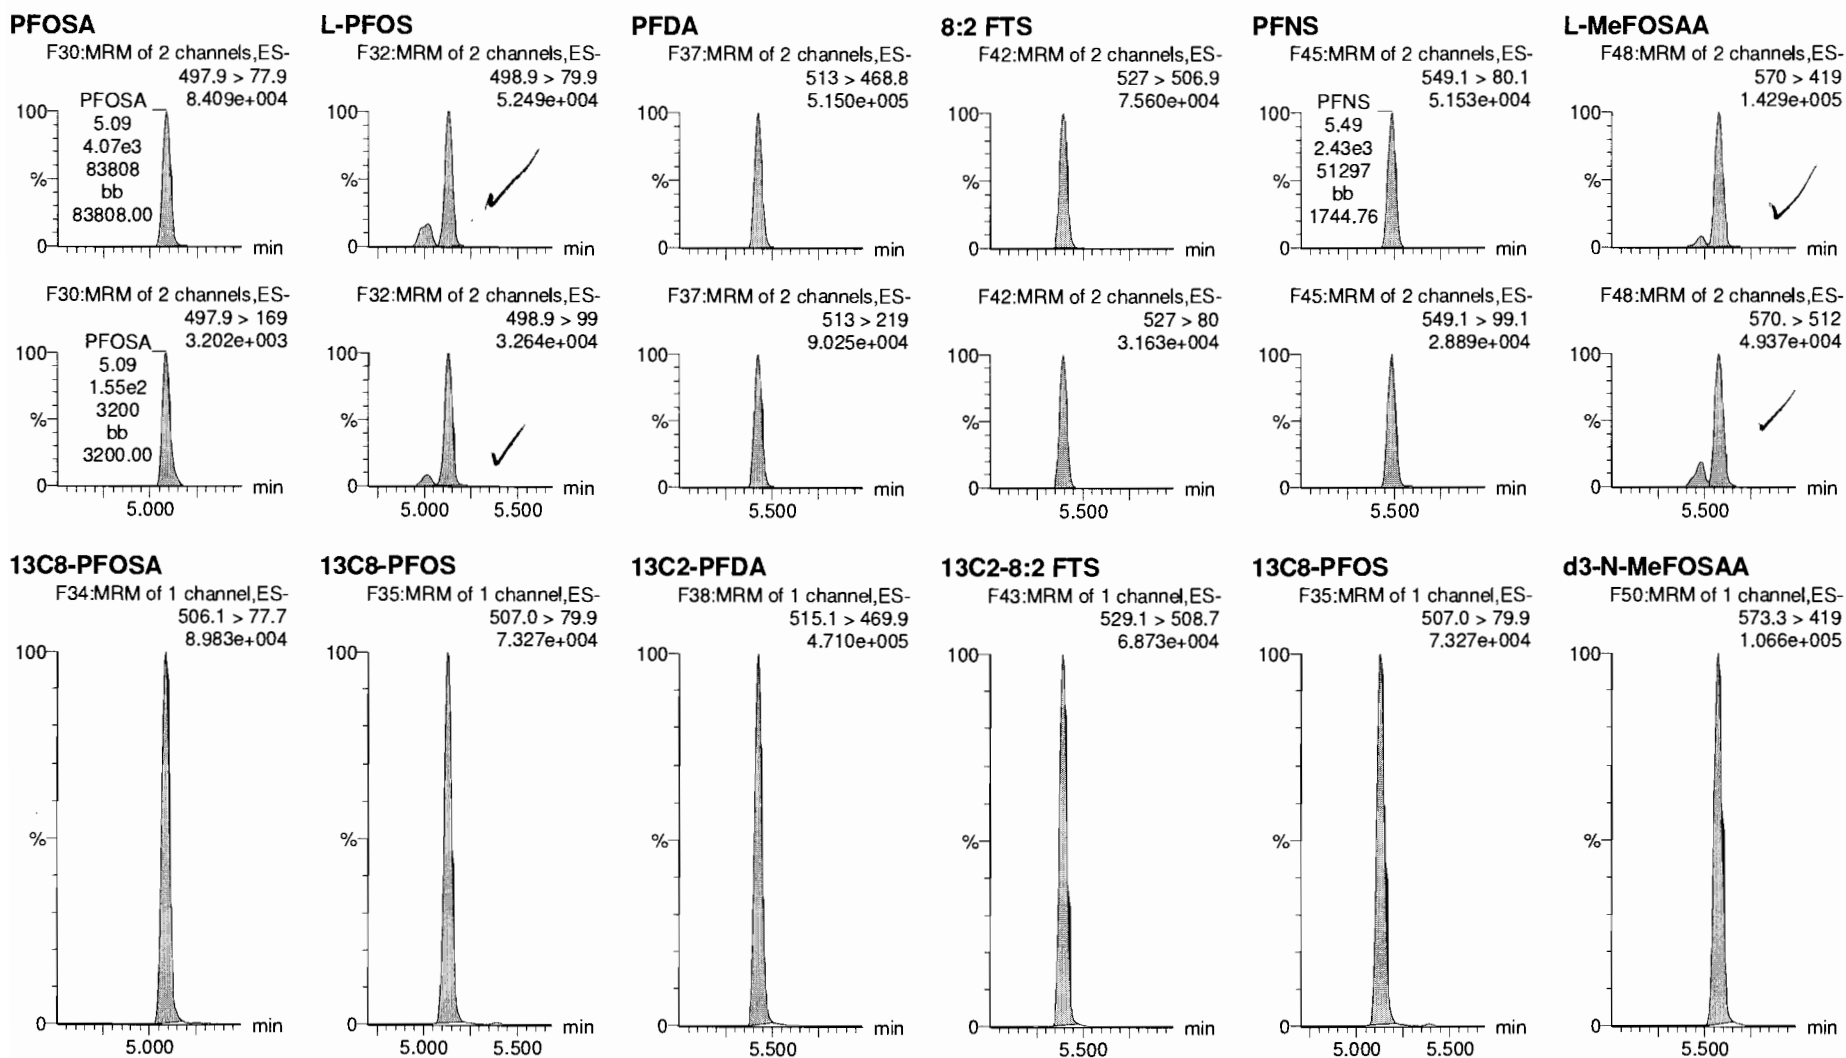 PFOSA
F30:MRM of 2 channels,ES-
497.9 > 77.9
8.409e+004
100
PFOSA
5.09
4.07e3
83808
bb
83808.00
%
0
min
F30:MRM of 2 channels,ES-
497.9 > 169
3.202e+003
100
PFOSA
5.09
1.55e2
3200
bb
3200.00
%
0
min
5.000
L-PFOS
F32:MRM of 2 channels,ES-
498.9 > 79.9
5.249e+004
100
%
0
min
F32:MRM of 2 channels,ES-
498.9 > 99
3.264e+004
100
%
0
min
5.000 5.500
PFDA
F37:MRM of 2 channels,ES-
513 > 468.8
5.150e+005
100
%
0
min
F37:MRM of 2 channels,ES-
513 > 219
9.025e+004
100
%
0
min
5.500
8:2 FTS
F42:MRM of 2 channels,ES-
527 > 506.9
7.560e+004
100
%
0
min
F42:MRM of 2 channels,ES-
527 > 80
3.163e+004
100
%
0
min
5.500
PFNS
F45:MRM of 2 channels,ES-
549.1 > 80.1
5.153e+004
100
PFNS
5.49
2.43e3
51297
bb
1744.76
%
0
min
F45:MRM of 2 channels,ES-
549.1 > 99.1
2.889e+004
100
%
0
min
5.500
L-MeFOSAA
F48:MRM of 2 channels,ES-
570 > 419
1.429e+005
100
%
0
min
F48:MRM of 2 channels,ES-
570. > 512
4.937e+004
100
%
0
min
5.500
13C8-PFOSA
F34:MRM of 1 channel,ES-
506.1 > 77.7
8.983e+004
100
%
0
min
5.000
13C8-PFOS
F35:MRM of 1 channel,ES-
507.0 > 79.9
7.327e+004
100
%
0
min
5.000 5.500
13C2-PFDA
F38:MRM of 1 channel,ES-
515.1 > 469.9
4.710e+005
100
%
0
min
5.500
13C2-8:2 FTS
F43:MRM of 1 channel,ES-
529.1 > 508.7
6.873e+004
100
%
0
min
5.500
13C8-PFOS
F35:MRM of 1 channel,ES-
507.0 > 79.9
7.327e+004
100
%
0
min
5.000 5.500
d3-N-MeFOSAA
F50:MRM of 1 channel,ES-
573.3 > 419
1.066e+005
100
%
0
min
5.500